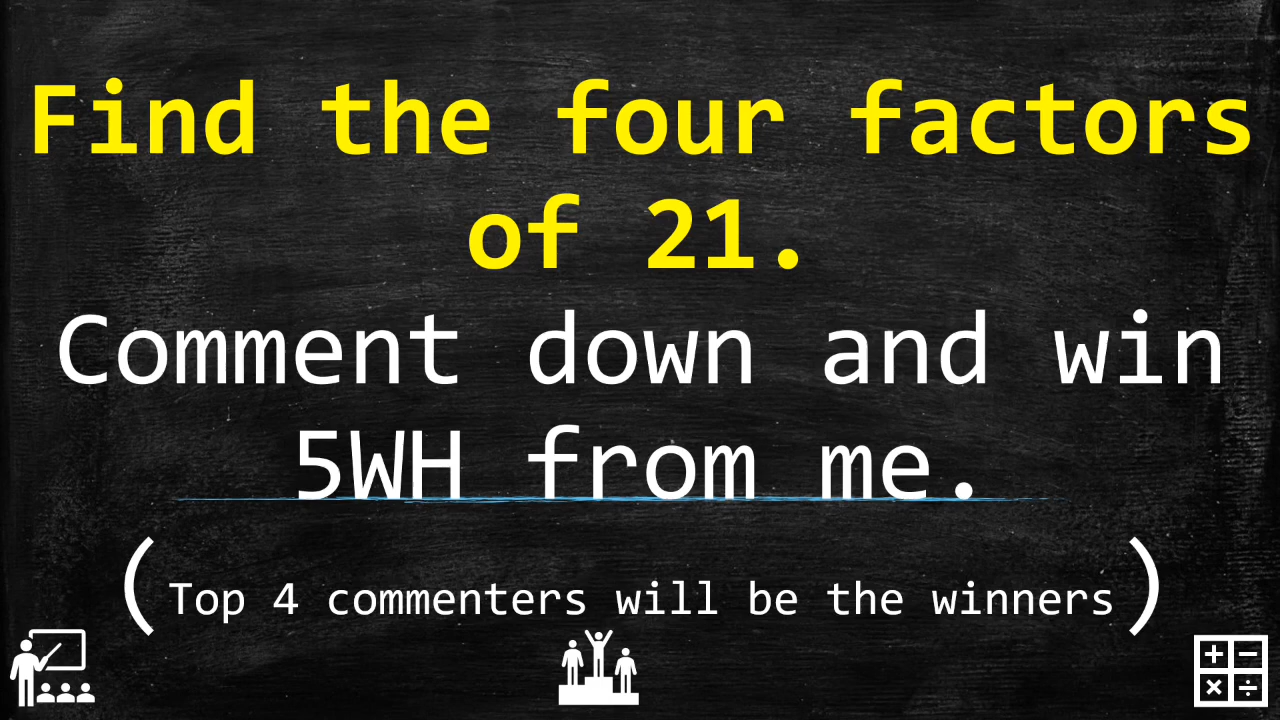 Find the four factors
of 21.
Comment down and win
5WH from me.
(Top 4 commenters will be the winners)